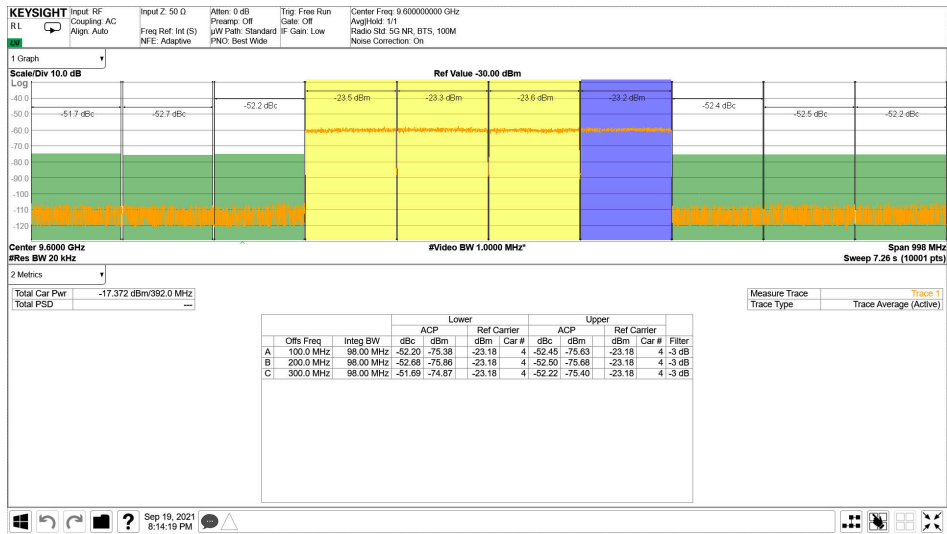 KEYSIGHT Input: RF Input Z: 50 Ω Atten: 0 dB Trig: Free Run Center Freq: 9.600000000 GHz
RL Coupling: AC Preamp: Off Gate: Off Avg|Hold: 1/1
Align: Auto Freq Ref: Int (S) µW Path: Standard IF Gain: Low Radio Std: 5G NR, BTS, 100M
LXI NFE: Adaptive PNO: Best Wide Noise Correction: On
1 Graph
Scale/Div 10.0 dB Ref Value -30.00 dBm
Log
-40.0 -23.5 dBm -23.3 dBm -23.6 dBm -23.2 dBm
-52.2 dBc -52.4 dBc
-50.0 -51.7 dBc -52.7 dBc -52.5 dBc -52.2 dBc
-60.0
-70.0
-80.0
-90.0
-100
-110
-120
Center 9.6000 GHz #Video BW 1.0000 MHz* Span 998 MHz
#Res BW 20 kHz Sweep 7.26 s (10001 pts)
2 Metrics
Total Car Pwr -17.372 dBm/392.0 MHz Measure Trace Trace 1
Total PSD --- Trace Type Trace Average (Active)
Lower Upper
ACP Ref Carrier ACP Ref Carrier
Offs Freq Integ BW dBc dBm dBm Car # dBc dBm dBm Car # Filter
A 100.0 MHz 98.00 MHz -52.20 -75.38 -23.18 4 -52.45 -75.63 -23.18 4 -3 dB
B 200.0 MHz 98.00 MHz -52.68 -75.86 -23.18 4 -52.50 -75.68 -23.18 4 -3 dB
C 300.0 MHz 98.00 MHz -51.69 -74.87 -23.18 4 -52.22 -75.40 -23.18 4 -3 dB
? Sep 19, 2021
8:14:19 PM